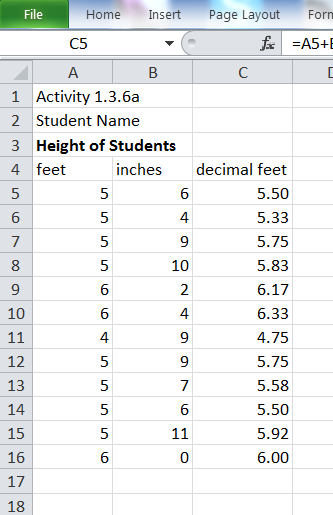 File Home Insert Page Layout Form
C5 fx =A5+
A B C
1 Activity 1.3.6a
2 Student Name
3 Height of Students
4 feet inches decimal feet
5 5 6 5.50
6 5 4 5.33
7 5 9 5.75
8 5 10 5.83
9 6 2 6.17
10 6 4 6.33
11 4 9 4.75
12 5 9 5.75
13 5 7 5.58
14 5 6 5.50
15 5 11 5.92
16 6 0 6.00
17
18